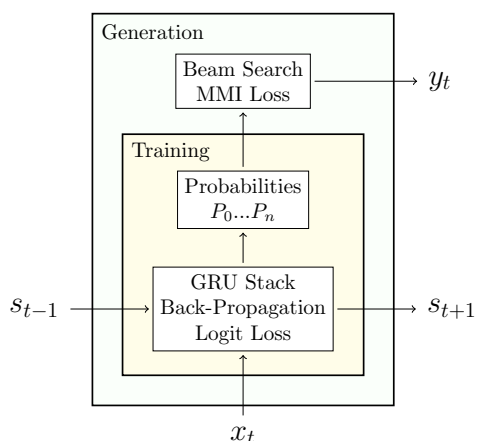 Generation
Beam Search
MMI Loss
y_t
Training
Probabilities
P_0...P_n
GRU Stack
Back-Propagation
Logit Loss
s_{t−1}
s_{t+1}
x_t